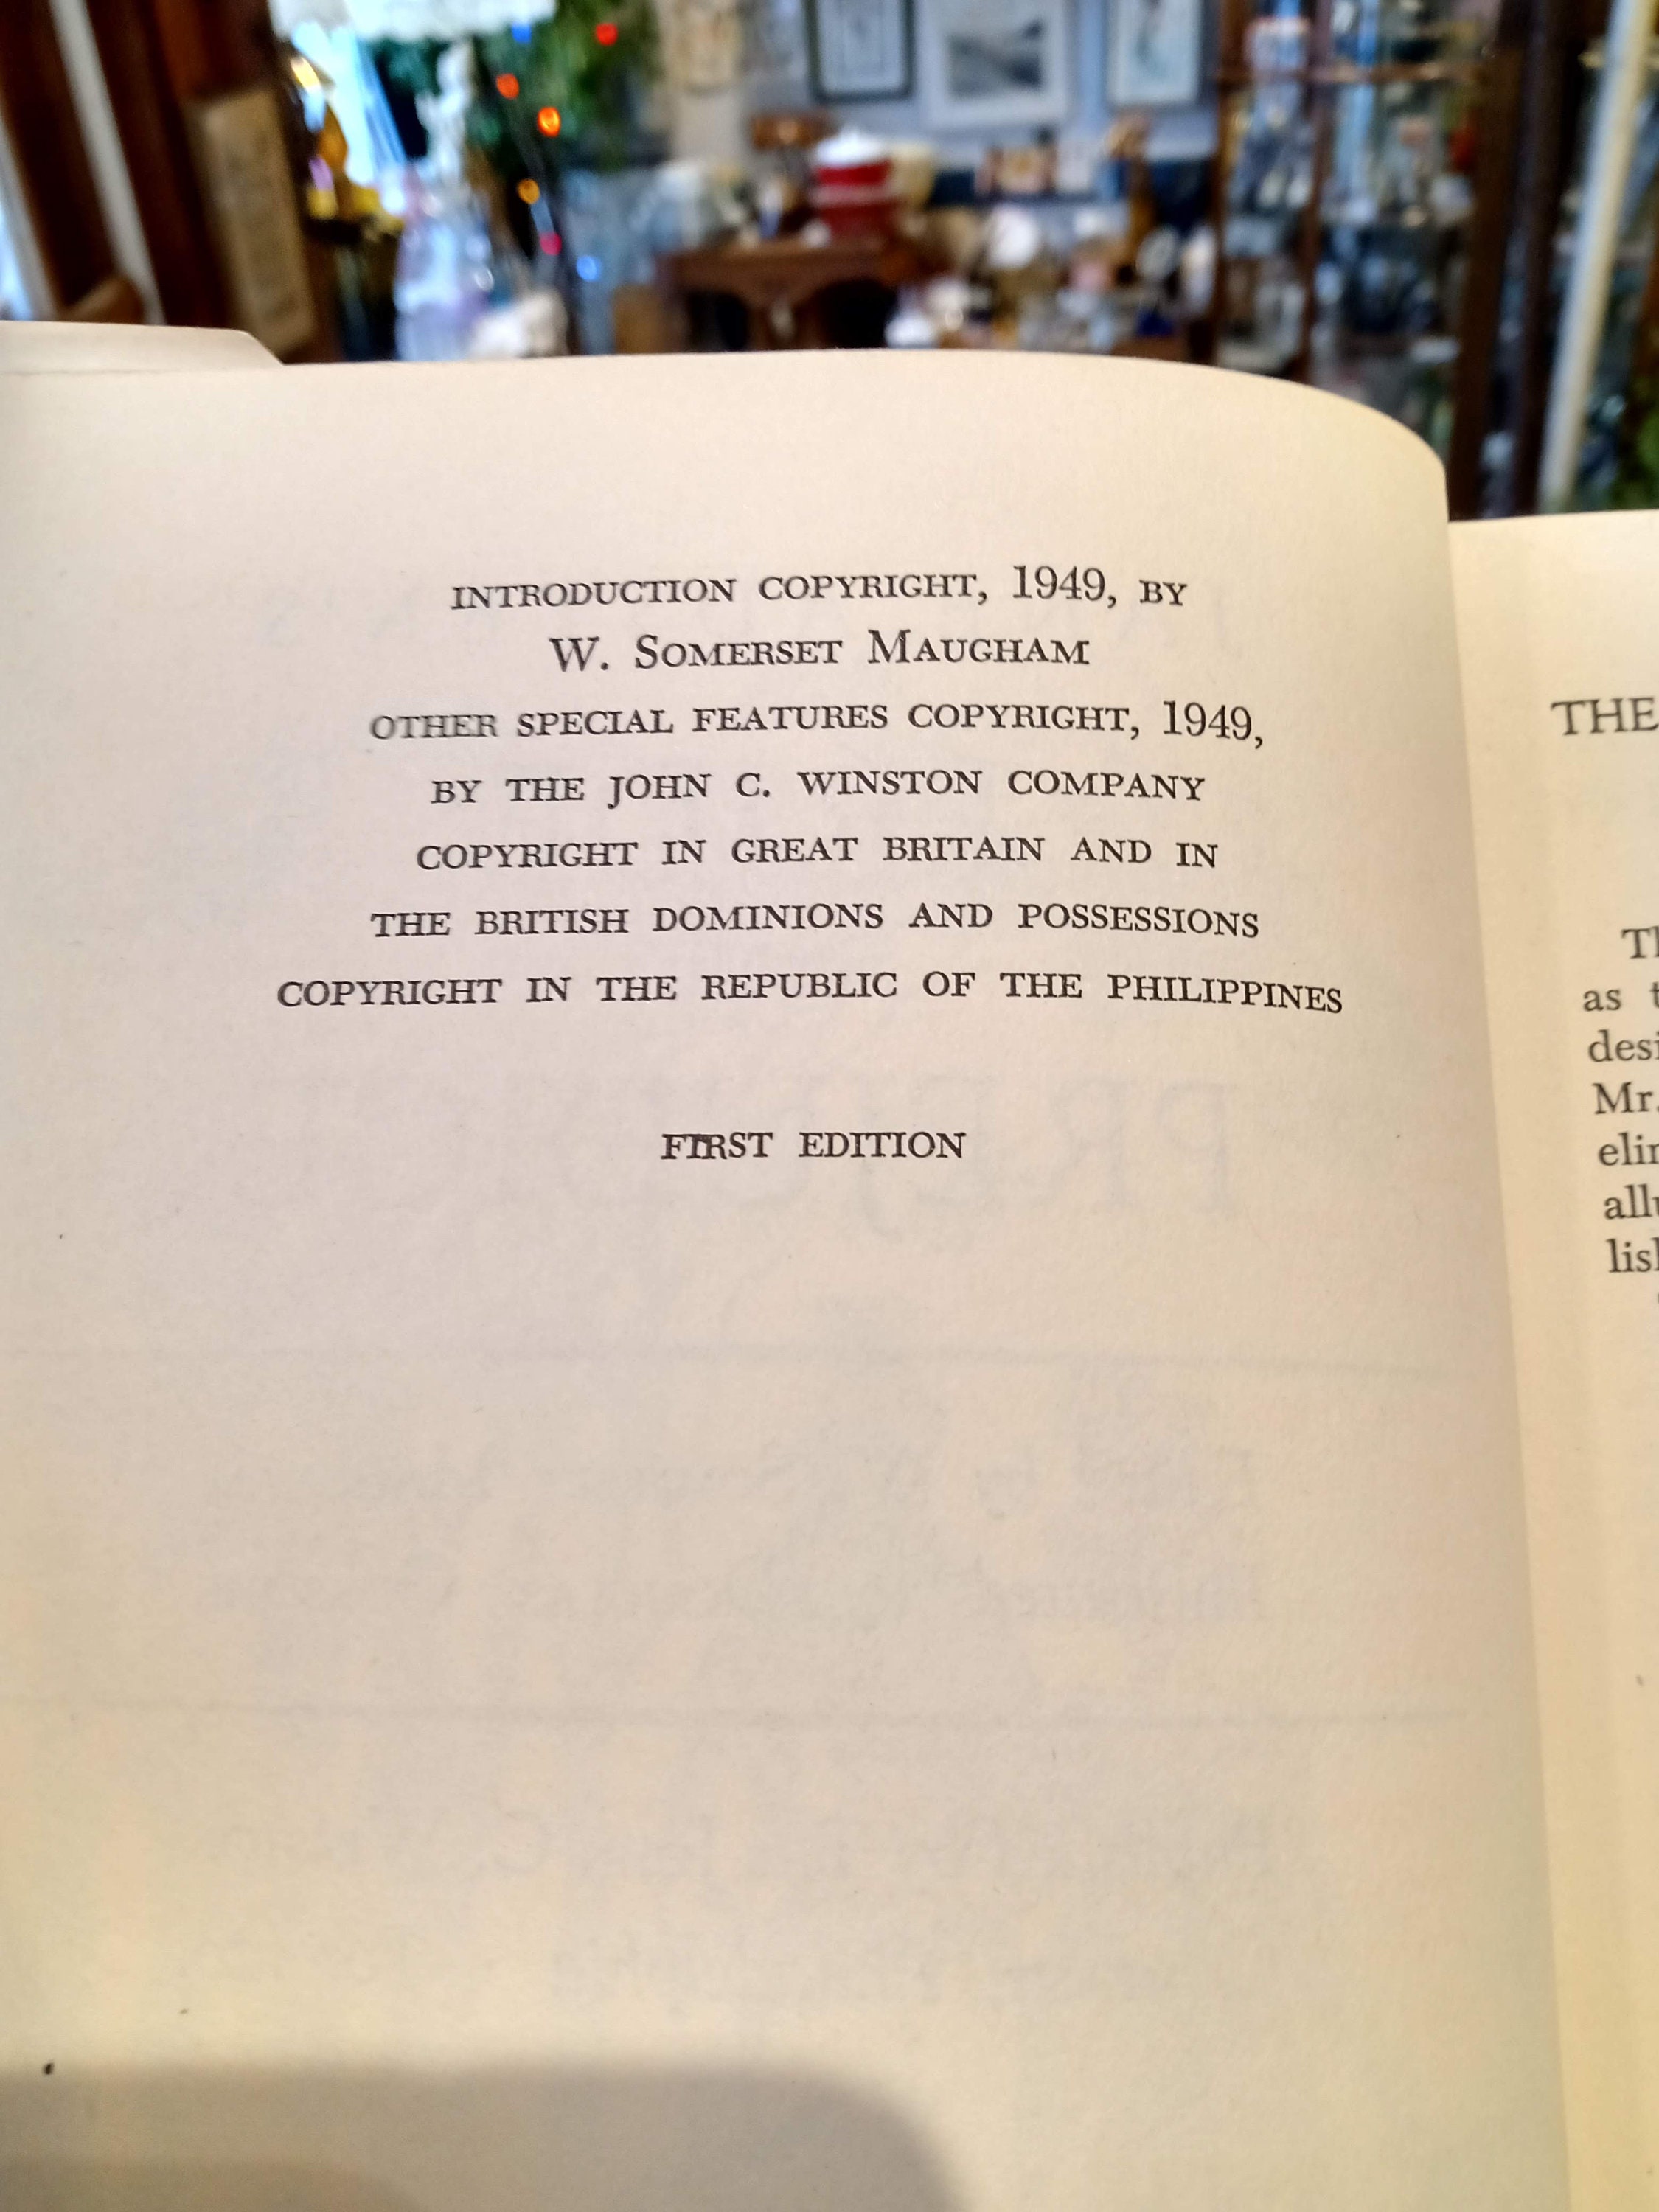 INTRODUCTION COPYRIGHT, 1949, BY
W. SOMERSET MAUGHAM
OTHER SPECIAL FEATURES COPYRIGHT, 1949,
BY THE JOHN C. WINSTON COMPANY
COPYRIGHT IN GREAT BRITAIN AND IN
THE BRITISH DOMINIONS AND POSSESSIONS
COPYRIGHT IN THE REPUBLIC OF THE PHILIPPINES
FIRST EDITION
THE
as
Mr.